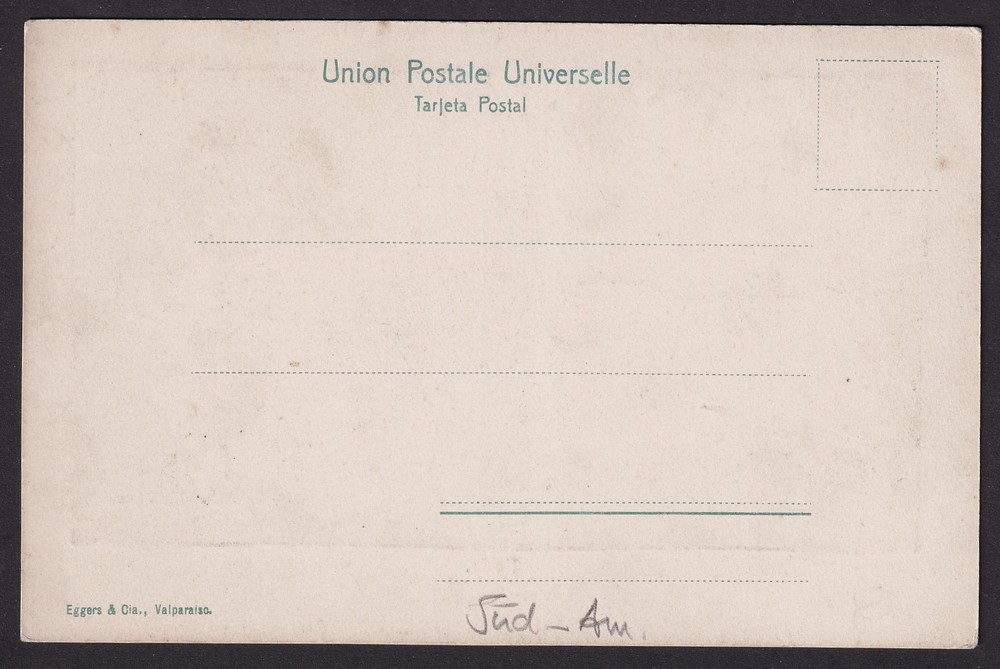 Union Postale Universelle
Tarjeta Postal
Eggers & Cia., Valparaiso.
Süd - Am.